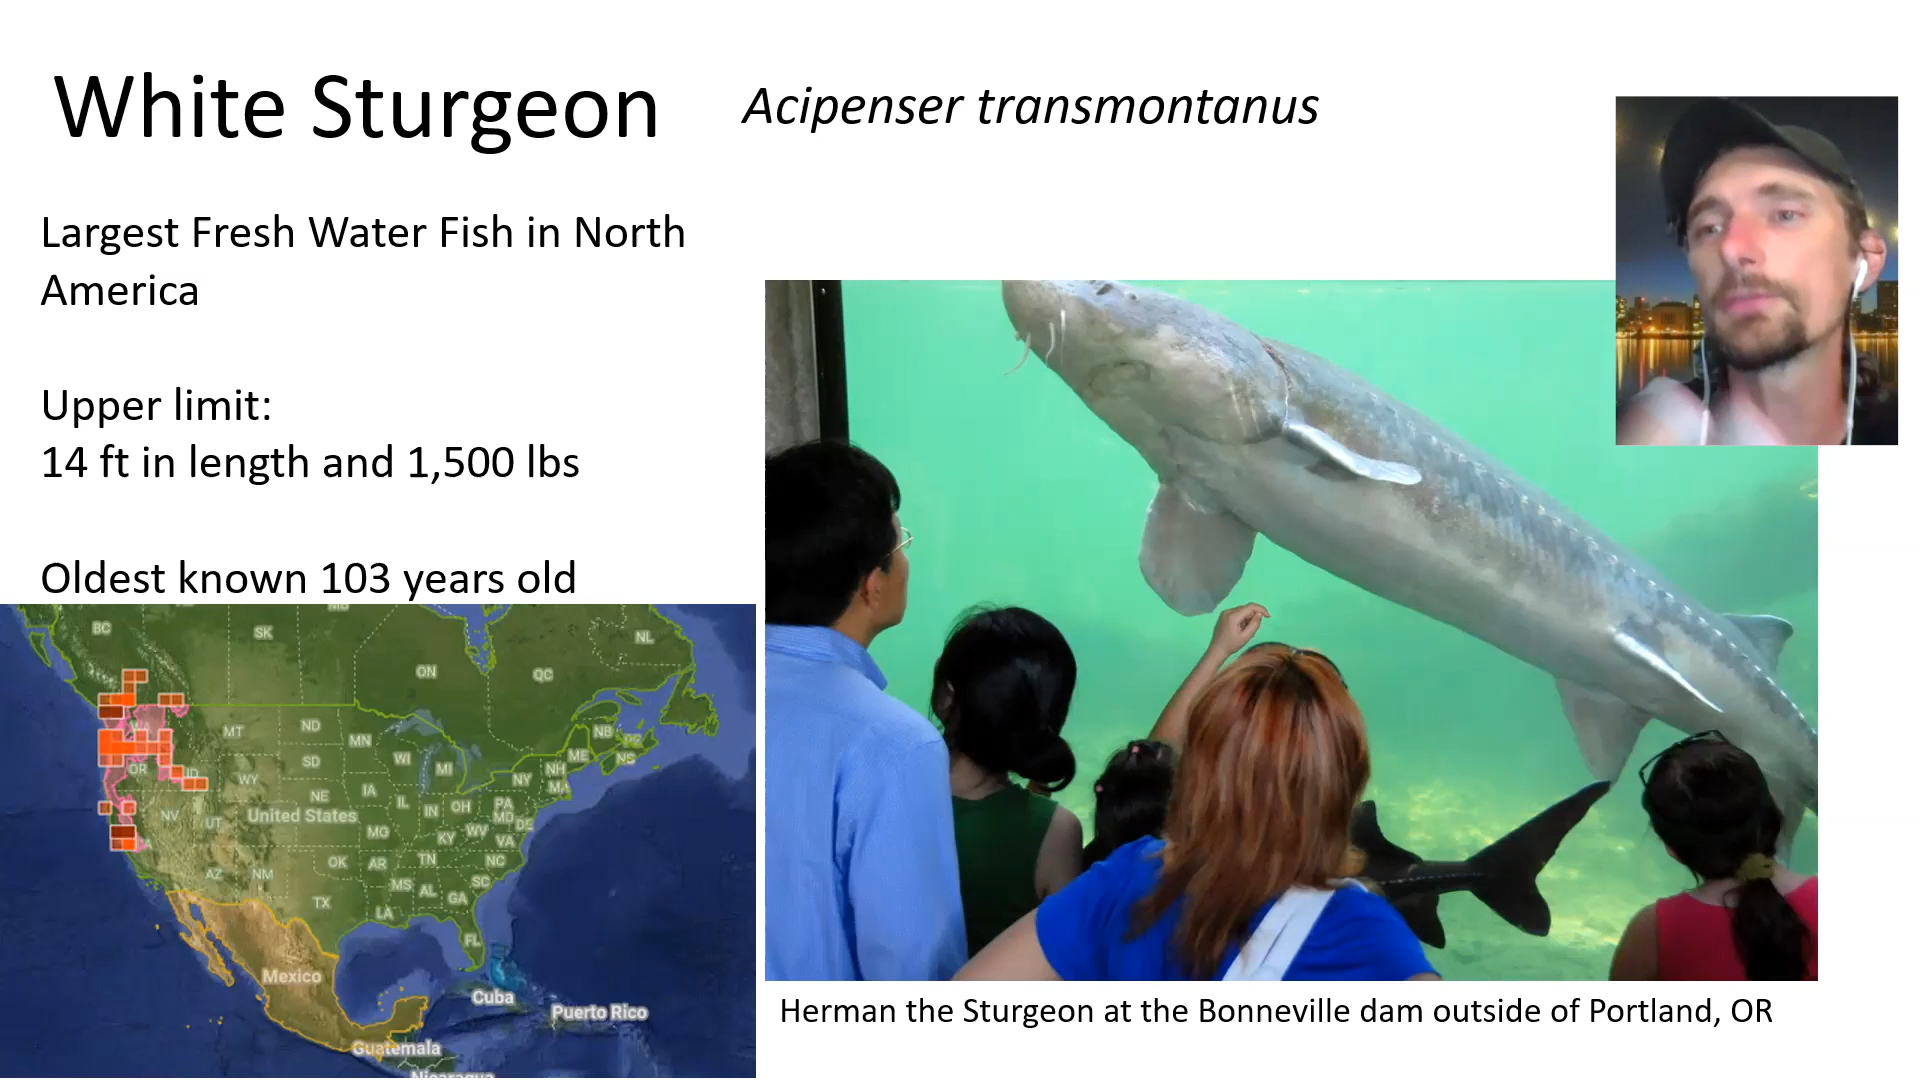 White Sturgeon
Acipenser transmontanus
Largest Fresh Water Fish in North
America
Upper limit:
14 ft in length and 1,500 lbs
Oldest known 103 years old
BC
SK
ON
QC
NL
MT
ND
MN
OR
ID
WY
SD
WI
MI
NY
NH
MA
ME
NB
PE
NS
NV
UT
NE
IA
IL
IN
OH
PA
MD
DE
United States
MO
KY
WV
VA
AZ
NM
OK
AR
TN
NC
SC
TX
LA
MS
AL
GA
FL
Mexico
Cuba
Puerto Rico
Guatemala
Nicaragua
Herman the Sturgeon at the Bonneville dam outside of Portland, OR